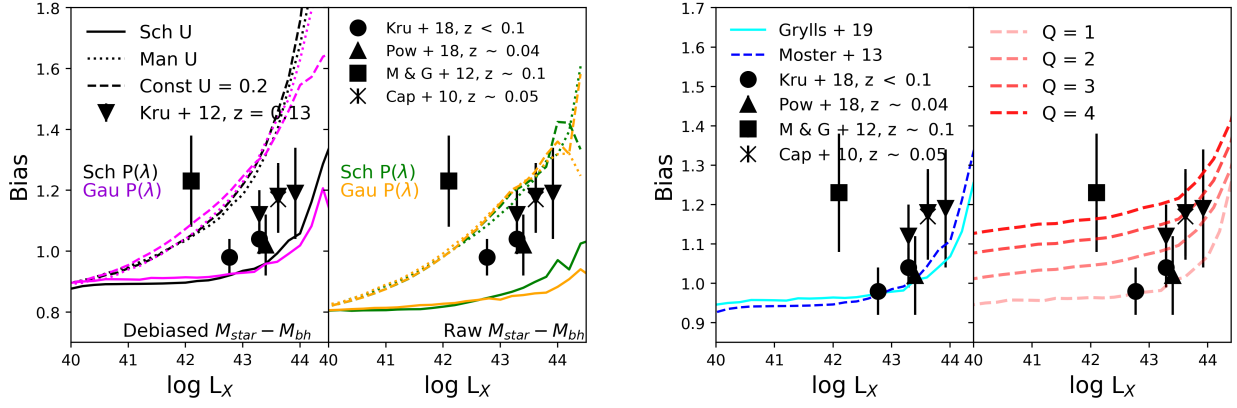 1.8
1.6
1.4
1.2
1.0
0.8
Bias
Sch U
Man U
Const U = 0.2
Kru + 12, z = 0.13
Sch P(λ)
Gau P(λ)
Debiased M_star − M_bh
40
41
42
43
44
log L_X
Kru + 18, z < 0.1
Pow + 18, z ∼ 0.04
M & G + 12, z ∼ 0.1
Cap + 10, z ∼ 0.05
Sch P(λ)
Gau P(λ)
Raw M_star − M_bh
40
41
42
43
44
log L_X
1.7
1.6
1.5
1.4
1.3
1.2
1.1
1.0
0.9
Bias
Grylls + 19
Moster + 13
Kru + 18, z < 0.1
Pow + 18, z ∼ 0.04
M & G + 12, z ∼ 0.1
Cap + 10, z ∼ 0.05
40
41
42
43
44
log L_X
Q = 1
Q = 2
Q = 3
Q = 4
40
41
42
43
44
log L_X